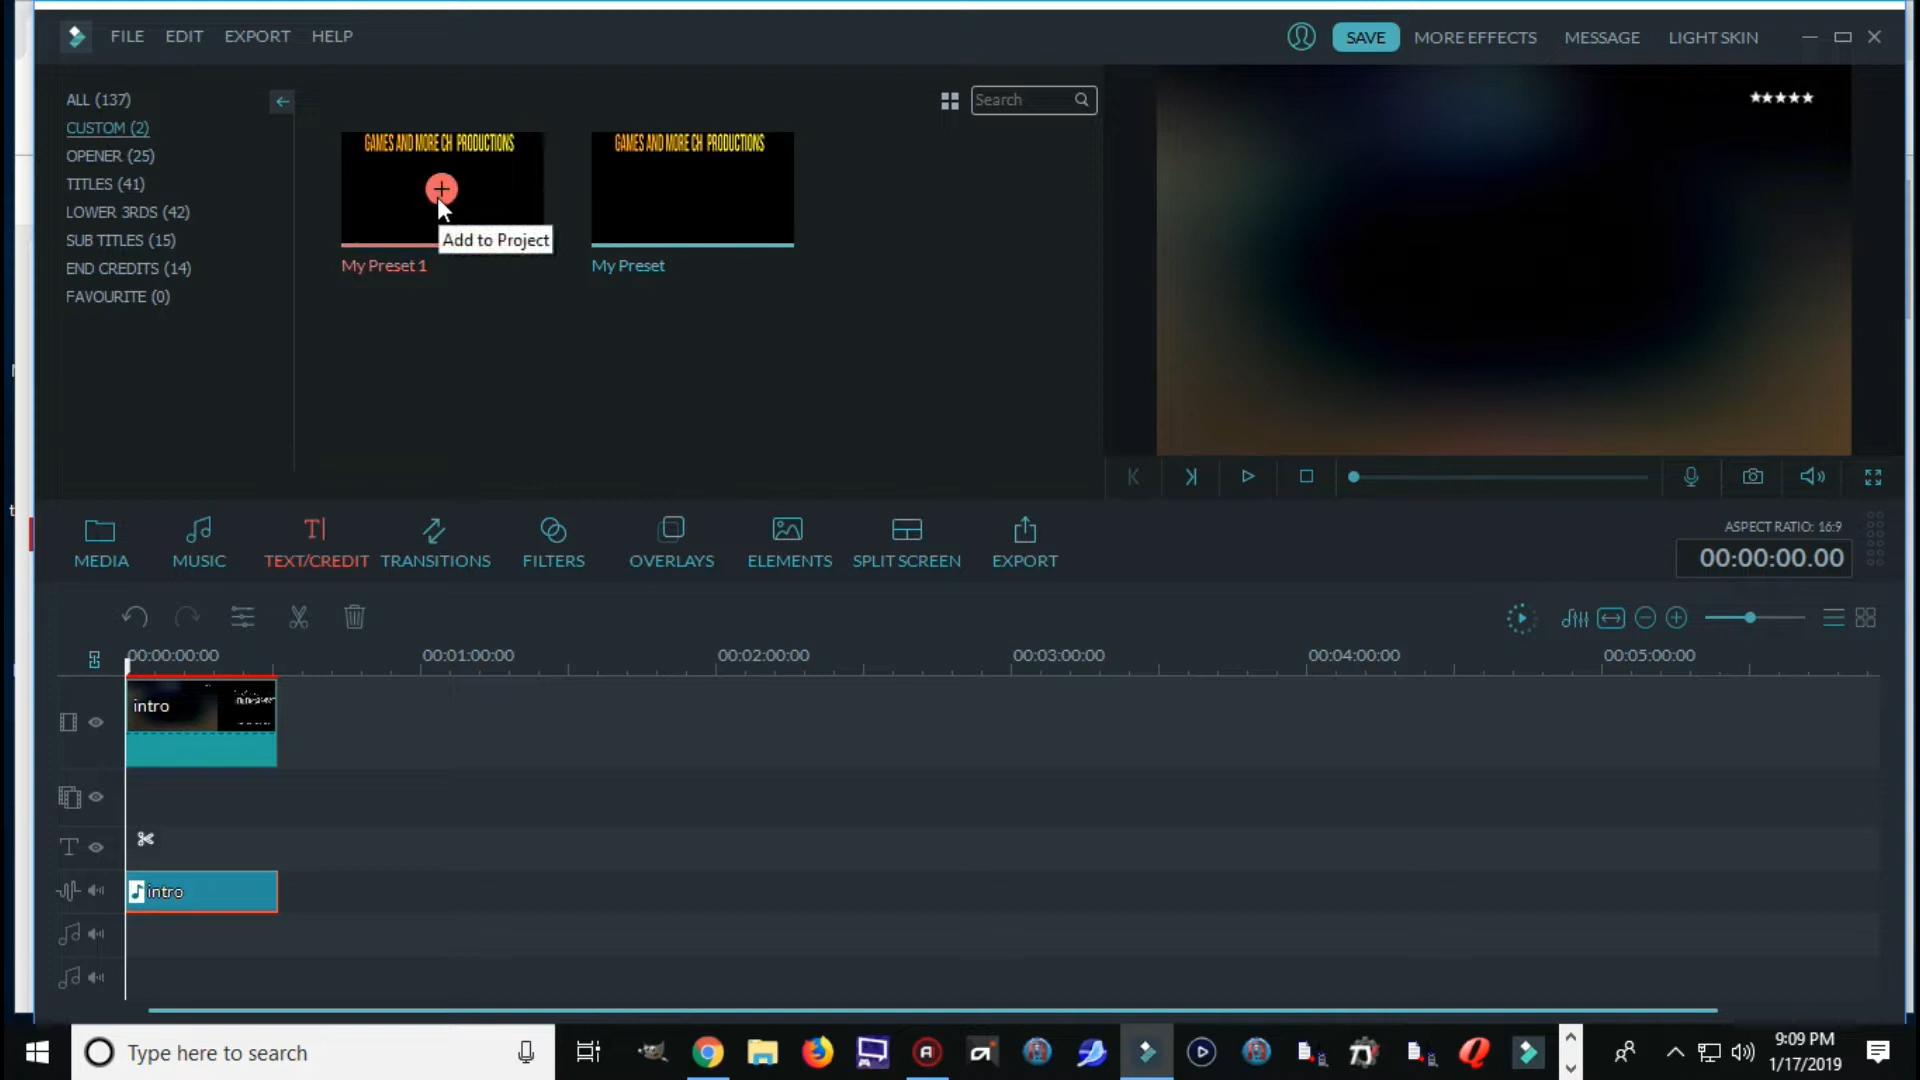 FILE EDIT EXPORT HELP
SAVE MORE EFFECTS MESSAGE LIGHT SKIN
ALL (137)
CUSTOM (2)
OPENER (25)
TITLES (41)
LOWER 3RDS (42)
SUB TITLES (15)
END CREDITS (14)
FAVOURITE (0)
Search
GAMES AND MORE CH PRODUCTIONS
GAMES AND MORE CH PRODUCTIONS
Add to Project
My Preset 1
My Preset
MEDIA MUSIC TEXT/CREDIT TRANSITIONS FILTERS OVERLAYS ELEMENTS SPLIT SCREEN EXPORT
ASPECT RATIO: 16:9
00:00:00.00
00:00:00:00 00:01:00:00 00:02:00:00 00:03:00:00 00:04:00:00 00:05:00:00
intro
intro
Type here to search
9:09 PM
1/17/2019